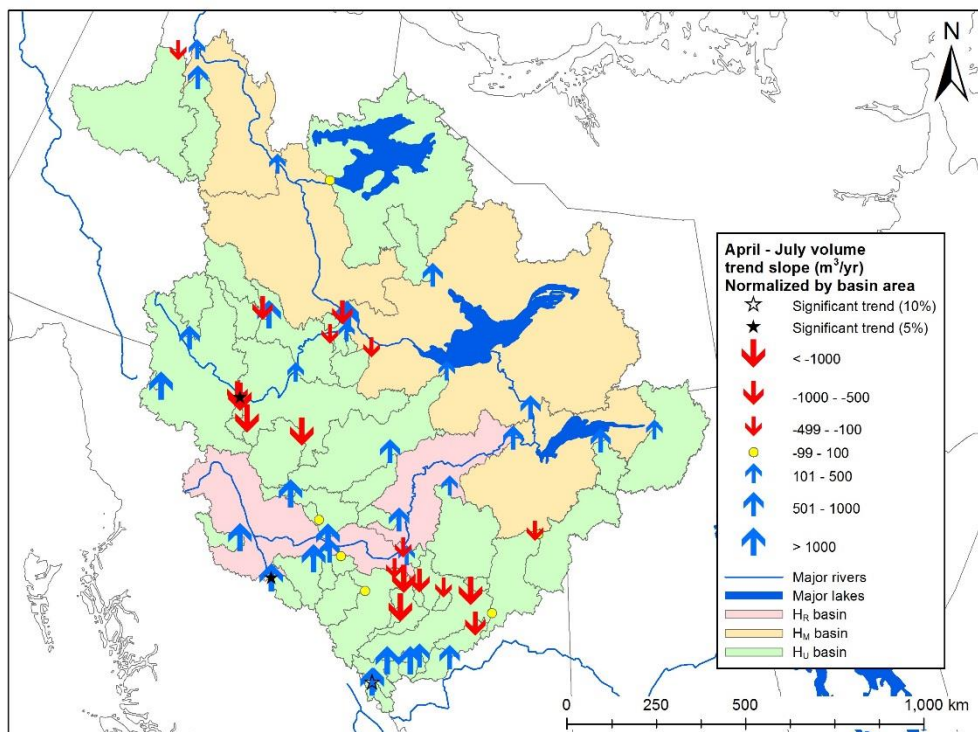 N
April - July volume
trend slope (m³/yr)
Normalized by basin area
Significant trend (10%)
Significant trend (5%)
< -1000
-1000 - -500
-499 - -100
-99 - 100
101 - 500
501 - 1000
> 1000
Major rivers
Major lakes
H_R basin
H_M basin
H_U basin
0 250 500 1,000 km